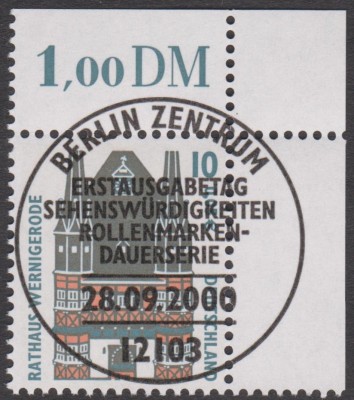 1,00 DM
BERLIN ZENTRUM
10
ERSTAUSGABETAG
SEHENSWÜRDIGKEITEN
ROLLENMARKEN-
DAUERSERIE
28.09.2000
12103
RATHAUS WERNIGERODE
DEUTSCHLAND